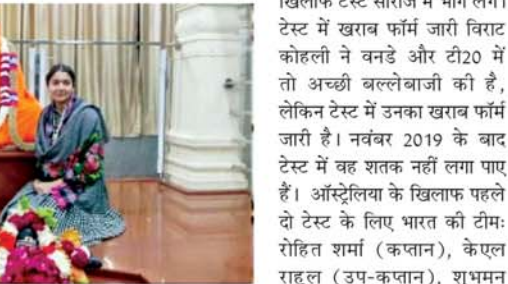 खिलाफ टेस्ट सीरीज में भाग लेंगे।
टेस्ट में खराब फॉर्म जारी विराट
कोहली ने वनडे और टी20 में
तो अच्छी बल्लेबाजी की है,
लेकिन टेस्ट में उनका खराब फॉर्म
जारी है। नवंबर 2019 के बाद
टेस्ट में वह शतक नहीं लगा पाए
हैं। ऑस्ट्रेलिया के खिलाफ पहले
दो टेस्ट के लिए भारत की टीमः
रोहित शर्मा (कप्तान), केएल
राहुल (उप-कप्तान), शुभमन